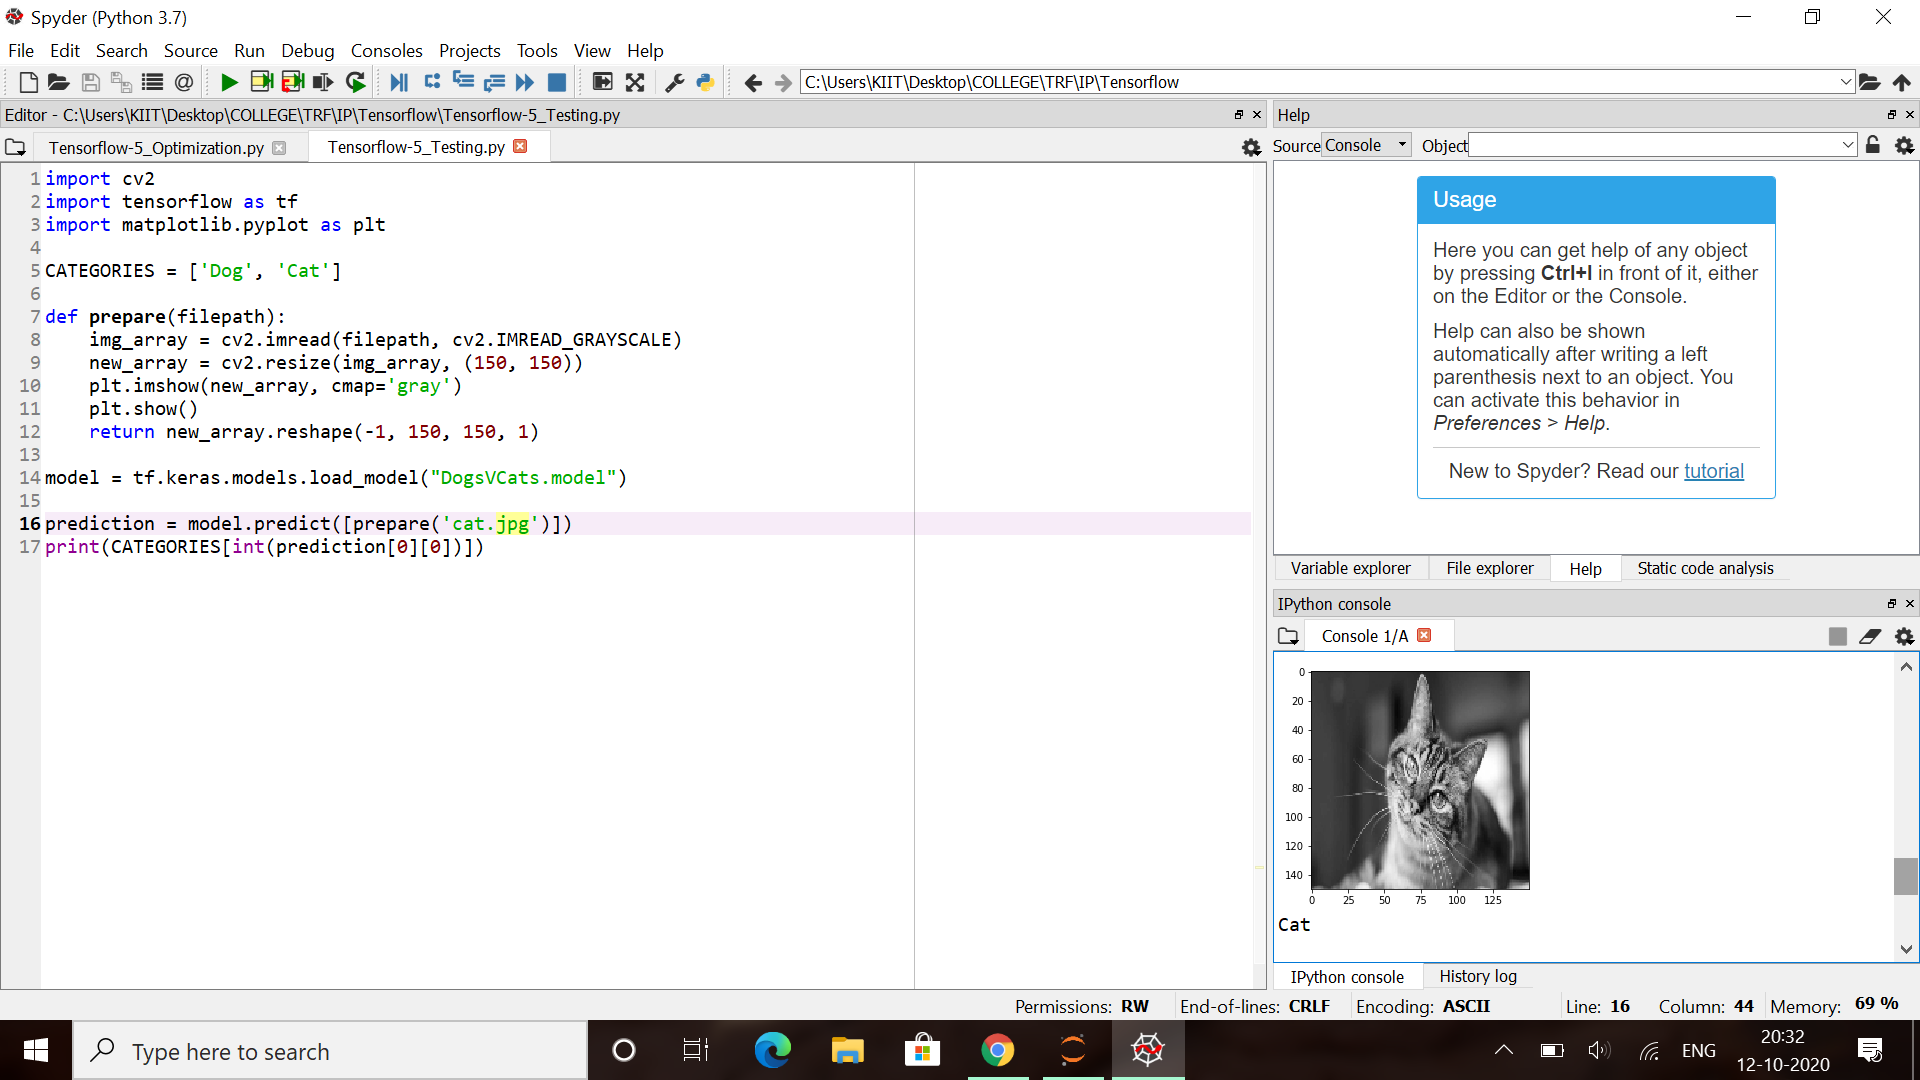 Spyder (Python 3.7)
File Edit Search Source Run Debug Consoles Projects Tools View Help
C:\Users\KIIT\Desktop\COLLEGE\TRF\IP\Tensorflow
Editor - C:\Users\KIIT\Desktop\COLLEGE\TRF\IP\Tensorflow\Tensorflow-5_Testing.py
Tensorflow-5_Optimization.py Tensorflow-5_Testing.py
1 import cv2
2 import tensorflow as tf
3 import matplotlib.pyplot as plt
4
5 CATEGORIES = ['Dog', 'Cat']
6
7 def prepare(filepath):
8     img_array = cv2.imread(filepath, cv2.IMREAD_GRAYSCALE)
9     new_array = cv2.resize(img_array, (150, 150))
10     plt.imshow(new_array, cmap='gray')
11     plt.show()
12     return new_array.reshape(-1, 150, 150, 1)
13
14 model = tf.keras.models.load_model("DogsVCats.model")
15
16 prediction = model.predict([prepare('cat.jpg')])
17 print(CATEGORIES[int(prediction[0][0])])
Help
Source Console Object
Usage
Here you can get help of any object
by pressing Ctrl+I in front of it, either
on the Editor or the Console.
Help can also be shown
automatically after writing a left
parenthesis next to an object. You
can activate this behavior in
Preferences > Help.
New to Spyder? Read our tutorial
Variable explorer File explorer Help Static code analysis
IPython console
Console 1/A
0
20
40
60
80
100
120
140
0 25 50 75 100 125
Cat
IPython console History log
Permissions: RW End-of-lines: CRLF Encoding: ASCII Line: 16 Column: 44 Memory: 69 %
Type here to search
ENG
20:32
12-10-2020